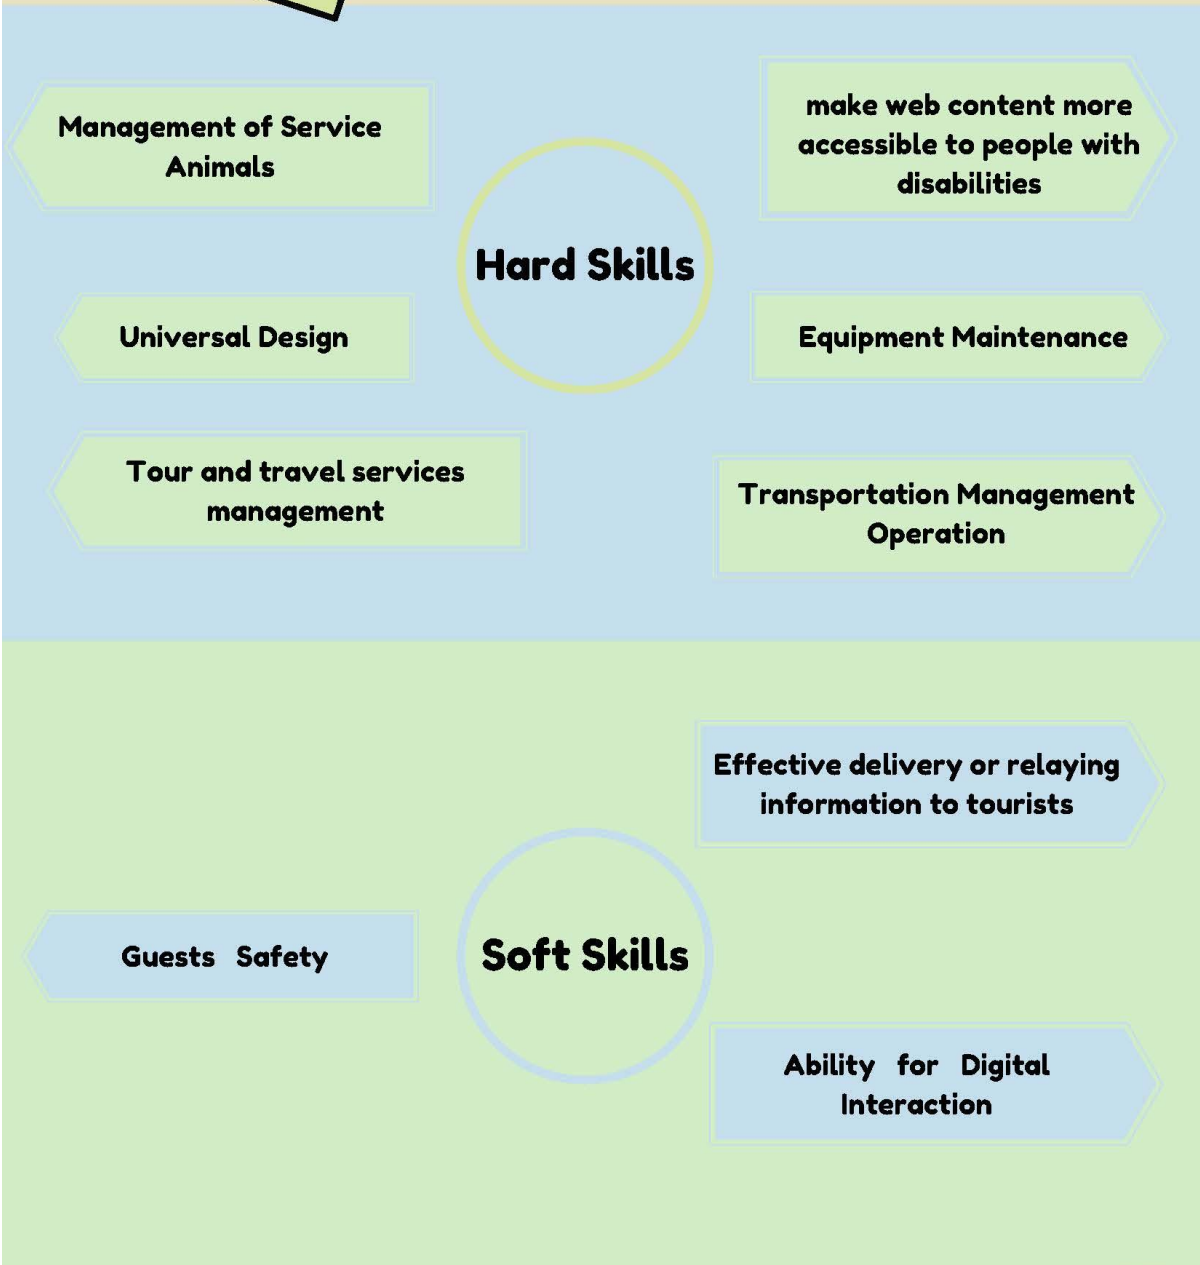 Management of Service
Animals
make web content more
accessible to people with
disabilities
Hard Skills
Universal Design
Equipment Maintenance
Tour and travel services
management
Transportation Management
Operation
Effective delivery or relaying
information to tourists
Guests Safety
Soft Skills
Ability for Digital
Interaction